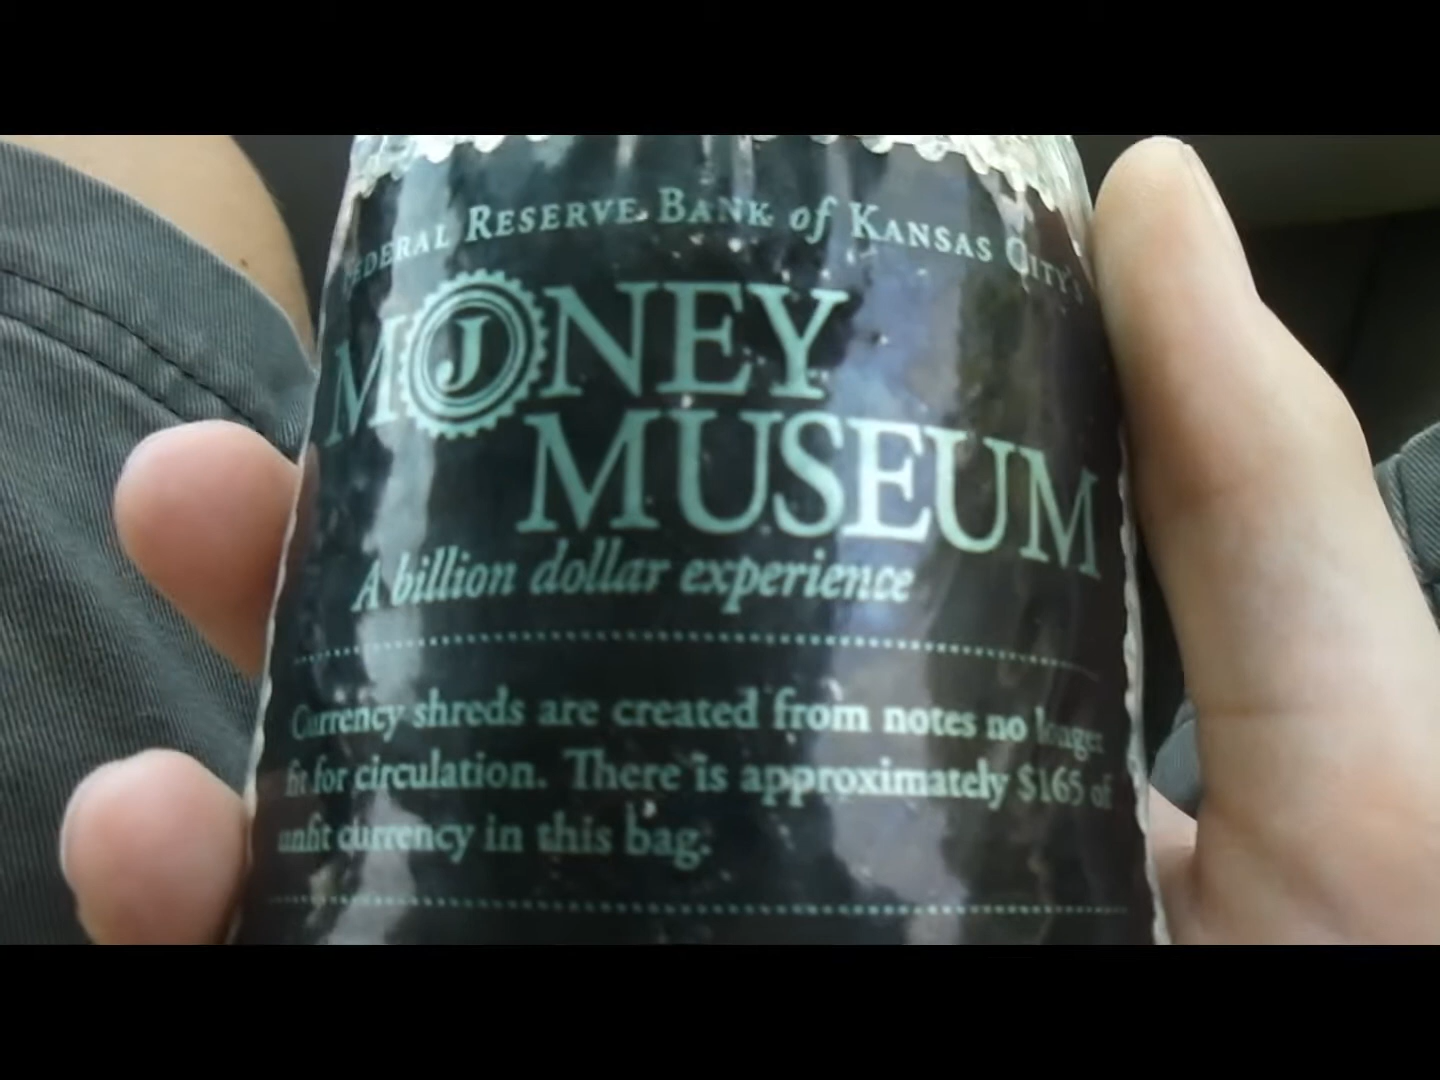 FEDERAL RESERVE BANK of KANSAS CITY'S
MONEY
J
MUSEUM
A billion dollar experience
Currency shreds are created from notes no longer
fit for circulation. There is approximately $165 of
unfit currency in this bag.